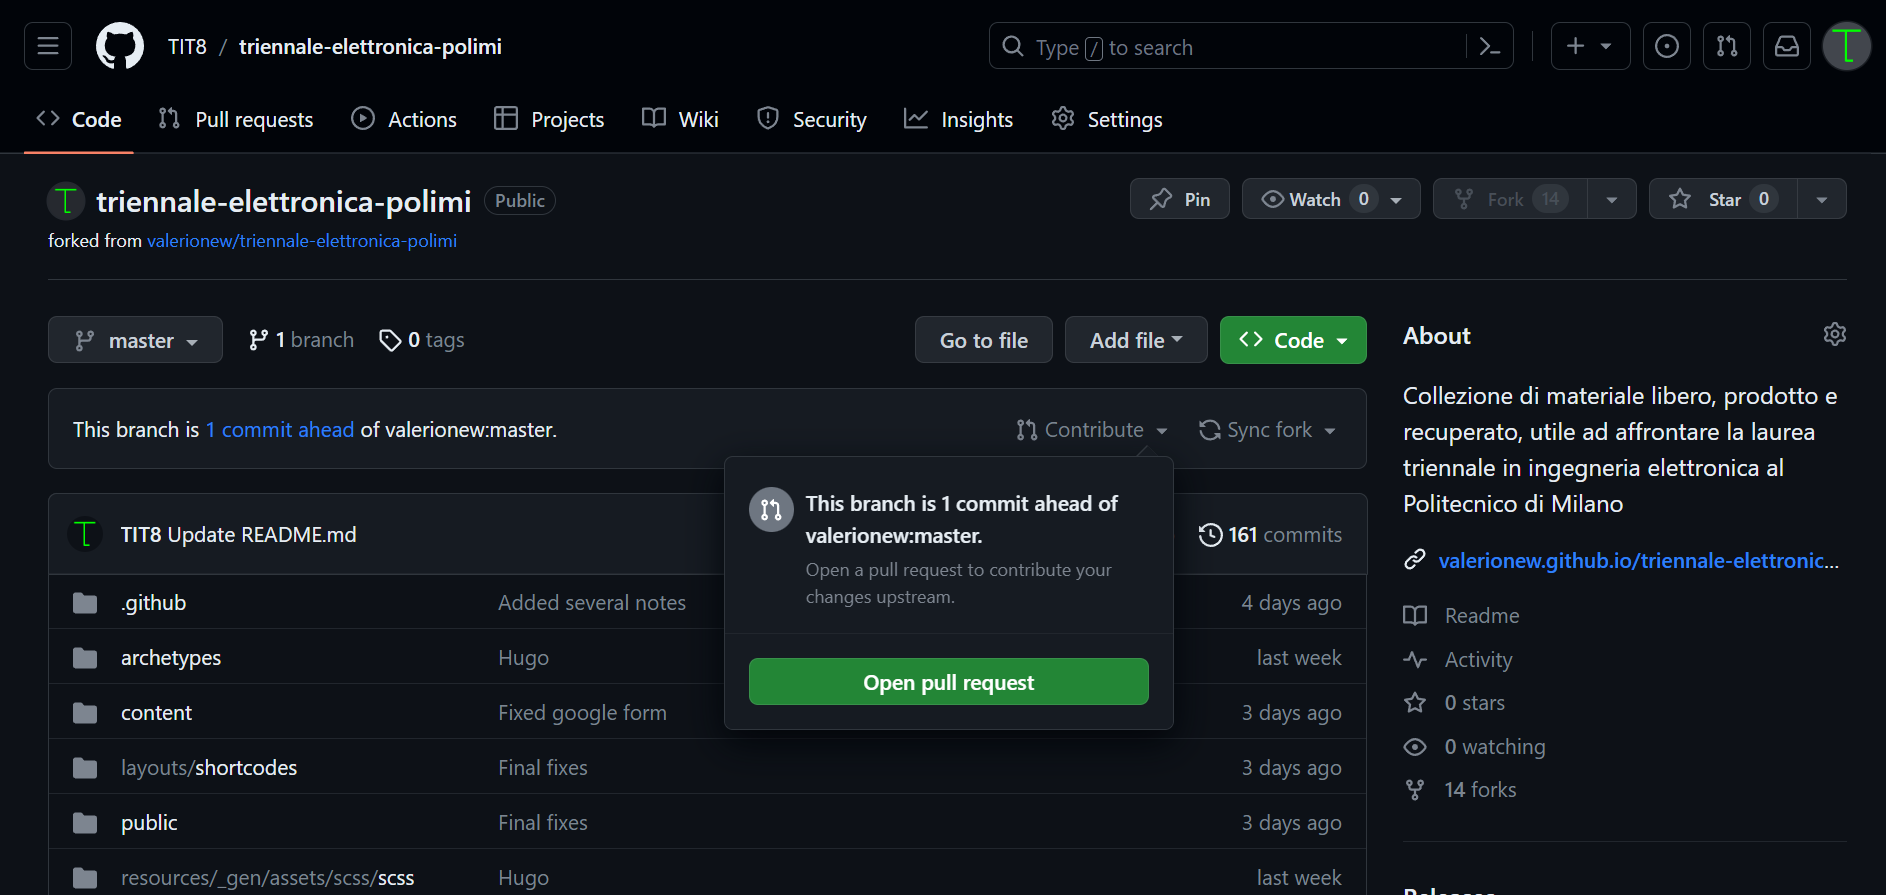 TIT8 / triennale-elettronica-polimi
Type / to search
Code
Pull requests
Actions
Projects
Wiki
Security
Insights
Settings
triennale-elettronica-polimi Public
Pin
Watch 0
Fork 14
Star 0
forked from valerionew/triennale-elettronica-polimi
master
1 branch
0 tags
Go to file
Add file
Code
This branch is 1 commit ahead of valerionew:master.
Contribute
Sync fork
This branch is 1 commit ahead of
valerionew:master.
Open a pull request to contribute your
changes upstream.
Open pull request
TIT8 Update README.md
161 commits
.github Added several notes 4 days ago
archetypes Hugo last week
content Fixed google form 3 days ago
layouts/shortcodes Final fixes 3 days ago
public Final fixes 3 days ago
resources/_gen/assets/scss/scss Hugo last week
About
Collezione di materiale libero, prodotto e
recuperato, utile ad affrontare la laurea
triennale in ingegneria elettronica al
Politecnico di Milano
valerionew.github.io/triennale-elettronic...
Readme
Activity
0 stars
0 watching
14 forks